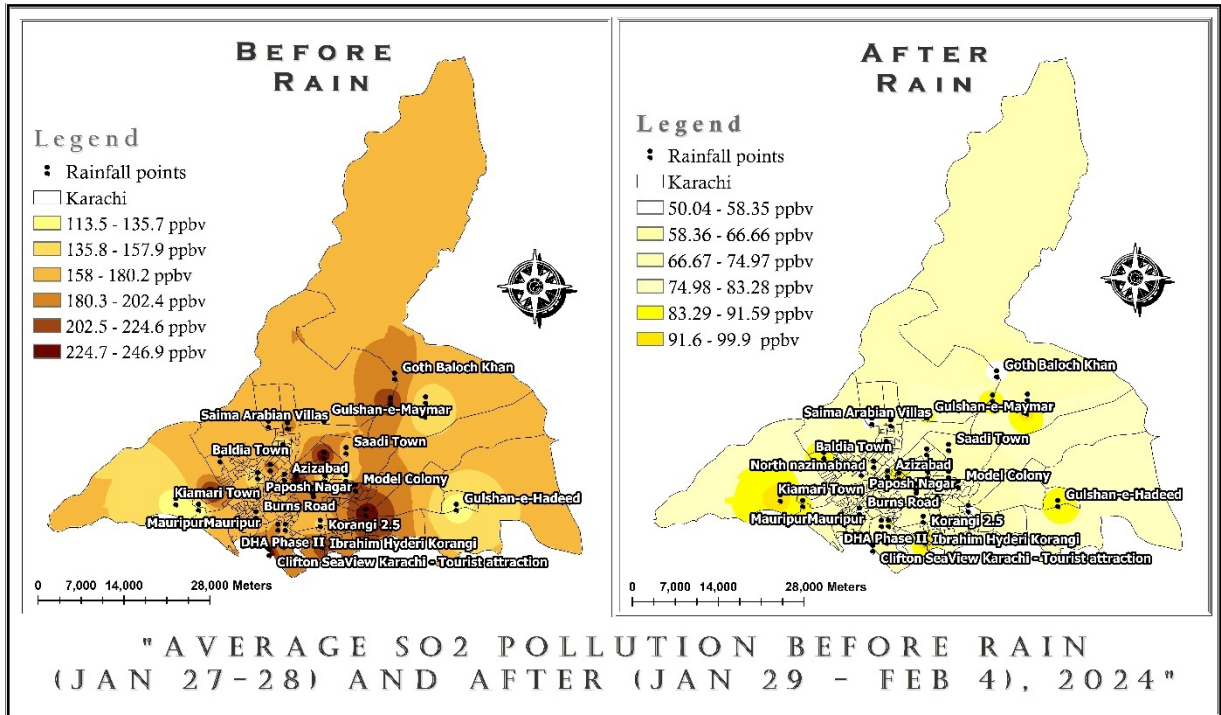 BEFORE
RAIN
Legend
Rainfall points
Karachi
113.5 - 135.7 ppbv
135.8 - 157.9 ppbv
158 - 180.2 ppbv
180.3 - 202.4 ppbv
202.5 - 224.6 ppbv
224.7 - 246.9 ppbv
Goth Baloch Khan
Saima Arabian Villas
Gulshan-e-Maymar
Saadi Town
Baldia Town
Azizabad
Model Colony
Paposh Nagar
Kiamari Town
Gulshan-e-Hadeed
Burns Road
MauripurMauripur
Korangi 2.5
DHA Phase II
Ibrahim Hyderi Korangi
Clifton SeaView Karachi - Tourist attraction
0 7,000 14,000 28,000 Meters
AFTER
RAIN
Legend
Rainfall points
Karachi
50.04 - 58.35 ppbv
58.36 - 66.66 ppbv
66.67 - 74.97 ppbv
74.98 - 83.28 ppbv
83.29 - 91.59 ppbv
91.6 - 99.9 ppbv
Goth Baloch Khan
Saima Arabian Villas
Gulshan-e-Maymar
Saadi Town
Baldia Town
North nazimabnad
Azizabad
Model Colony
Paposh Nagar
Kiamari Town
Gulshan-e-Hadeed
Burns Road
MauripurMauripur
Korangi 2.5
DHA Phase II
Ibrahim Hyderi Korangi
Clifton SeaView Karachi - Tourist attraction
0 7,000 14,000 28,000 Meters
"AVERAGE SO2 POLLUTION BEFORE RAIN
(JAN 27-28) AND AFTER (JAN 29 - FEB 4), 2024"